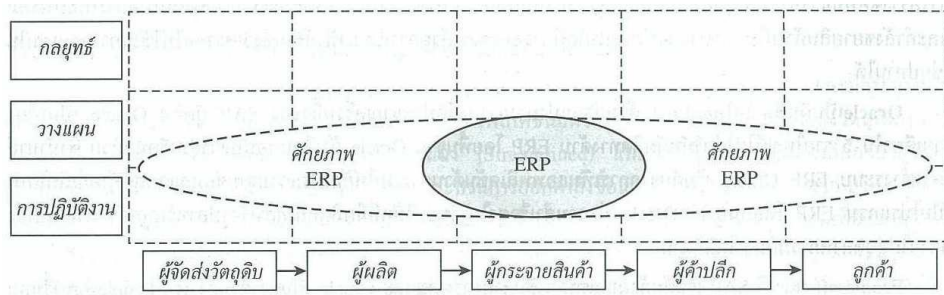 กลยุทธ์
วางแผน
การปฏิบัติงาน
ศักยภาพ
ERP
ERP
ศักยภาพ
ERP
ผู้จัดส่งวัตถุดิบ
ผู้ผลิต
ผู้กระจายสินค้า
ผู้ค้าปลีก
ลูกค้า